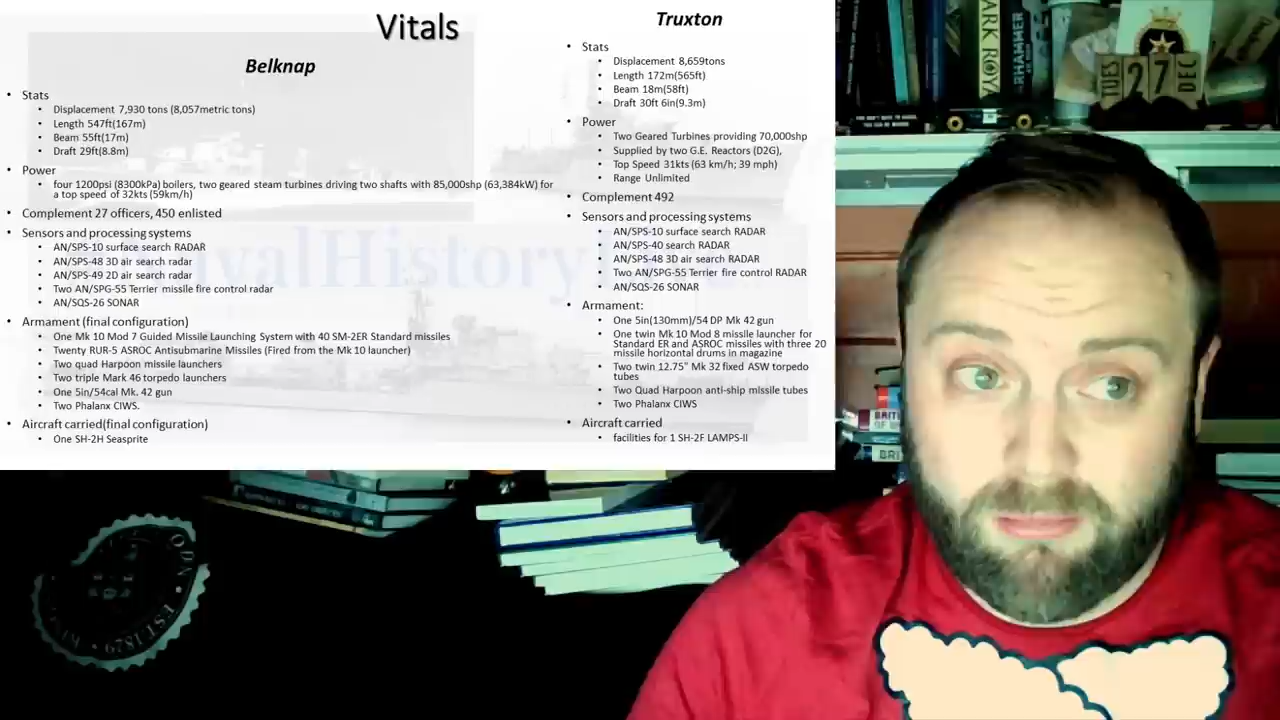 Vitals
Belknap
• Stats
• Displacement 7,930 tons (8,057metric tons)
• Length 547ft(167m)
• Beam 55ft(17m)
• Draft 29ft(8.8m)
• Power
• four 1200psi (8300kPa) boilers, two geared steam turbines driving two shafts with 85,000shp (63,384kW) for
a top speed of 32kts (59km/h)
• Complement 27 officers, 450 enlisted
• Sensors and processing systems
• AN/SPS-10 surface search RADAR
• AN/SPS-48 3D air search radar
• AN/SPS-49 2D air search radar
• Two AN/SPG-55 Terrier missile fire control radar
• AN/SQS-26 SONAR
• Armament (final configuration)
• One Mk 10 Mod 7 Guided Missile Launching System with 40 SM-2ER Standard missiles
• Twenty RUR-5 ASROC Antisubmarine Missiles (Fired from the Mk 10 launcher)
• Two quad Harpoon missile launchers
• Two triple Mark 46 torpedo launchers
• One 5in/54cal Mk. 42 gun
• Two Phalanx CIWS.
• Aircraft carried(final configuration)
• One SH-2H Seasprite
Truxton
• Stats
• Displacement 8,659tons
• Length 172m(565ft)
• Beam 18m(58ft)
• Draft 30ft 6in(9.3m)
• Power
• Two Geared Turbines providing 70,000shp
• Supplied by two G.E. Reactors (D2G),
• Top Speed 31kts (63 km/h; 39 mph)
• Range Unlimited
• Complement 492
• Sensors and processing systems
• AN/SPS-10 surface search RADAR
• AN/SPS-40 search RADAR
• AN/SPS-48 3D air search RADAR
• Two AN/SPG-55 Terrier fire control RADAR
• AN/SQS-26 SONAR
• Armament:
• One 5in(130mm)/54 DP Mk 42 gun
• One twin Mk 10 Mod 8 missile launcher for
Standard ER and ASROC missiles with three 20
missile horizontal drums in magazine
• Two twin 12.75" Mk 32 fixed ASW torpedo
tubes
• Two Quad Harpoon anti-ship missile tubes
• Two Phalanx CIWS
• Aircraft carried
• facilities for 1 SH-2F LAMPS-II
TUES 27 DEC
EST 1829